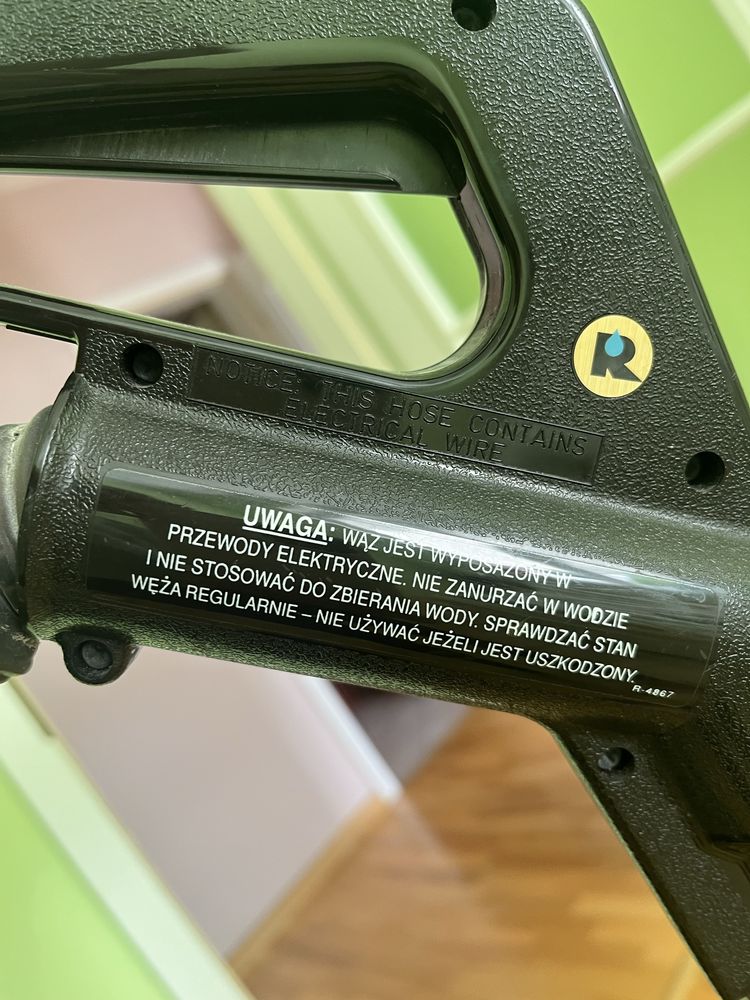 R
NOTICE: THIS HOSE CONTAINS
ELECTRICAL WIRE
UWAGA: WĄŻ JEST WYPOSAŻONY W
PRZEWODY ELEKTRYCZNE. NIE ZANURZAĆ W WODZIE
I NIE STOSOWAĆ DO ZBIERANIA WODY. SPRAWDZAĆ STAN
WĘŻA REGULARNIE – NIE UŻYWAĆ JEŻELI JEST USZKODZONY.
R-4867